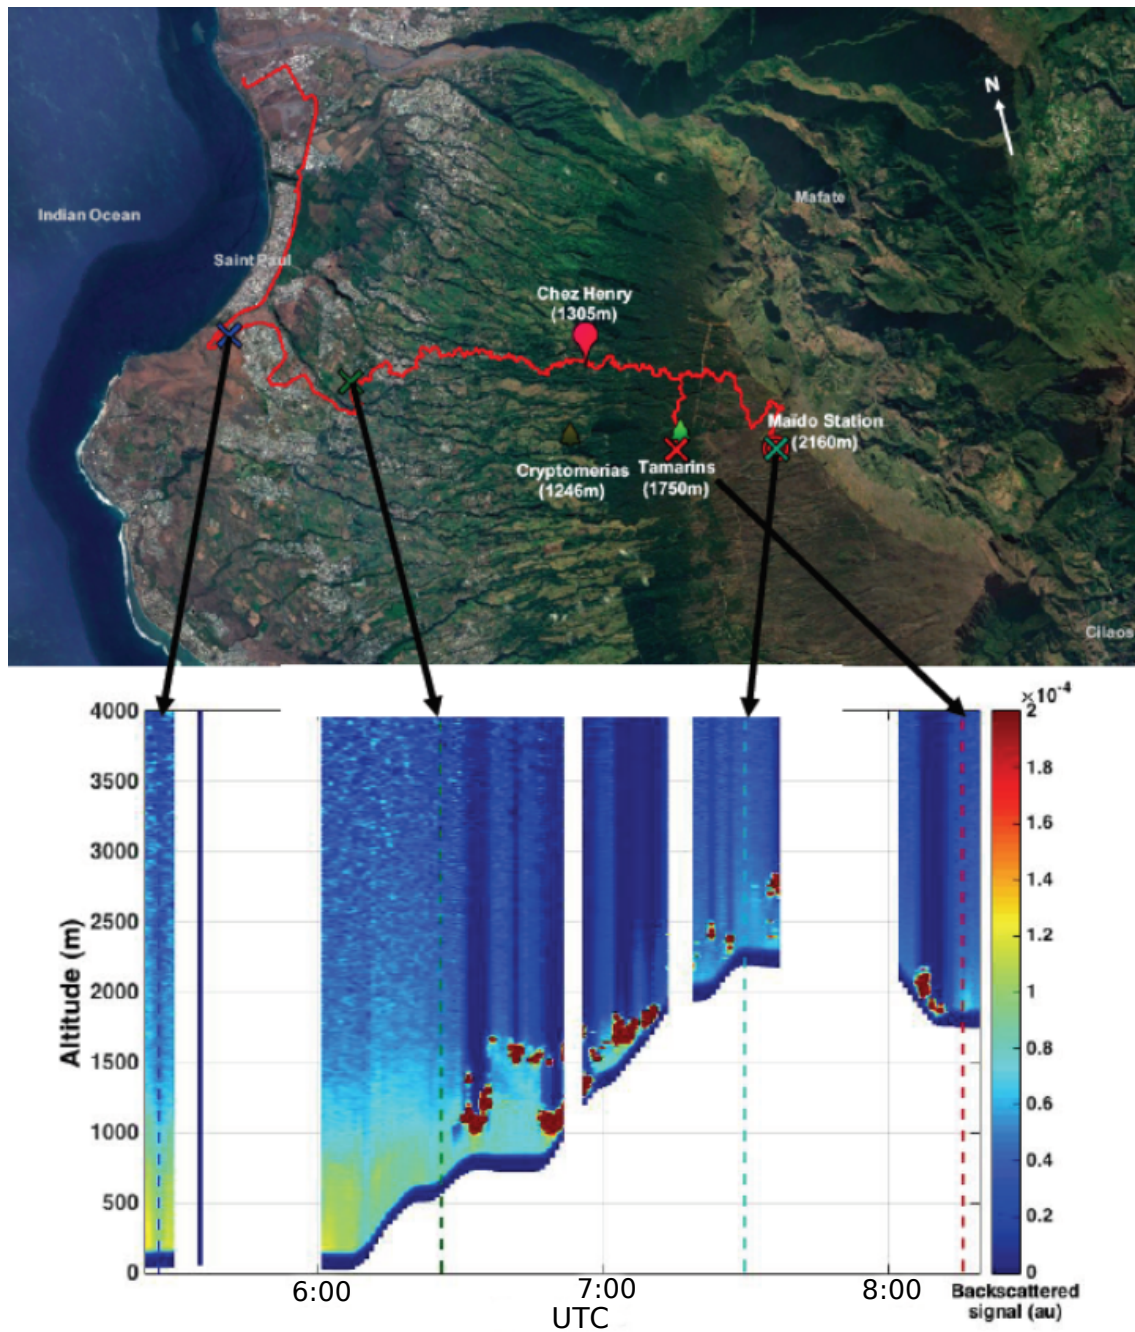 N
Mafate
Indian Ocean
Saint Paul
Chez Henry
(1305m)
Maïdo Station
(2160m)
Cryptomerias
(1246m)
Tamarins
(1750m)
Cilaos
×10⁻⁴
4000
3500
3000
2500
2000
1500
1000
500
0
Altitude (m)
2
1.8
1.6
1.4
1.2
1
0.8
0.6
0.4
0.2
0
6:00
7:00
8:00
UTC
Backscattered
signal (au)